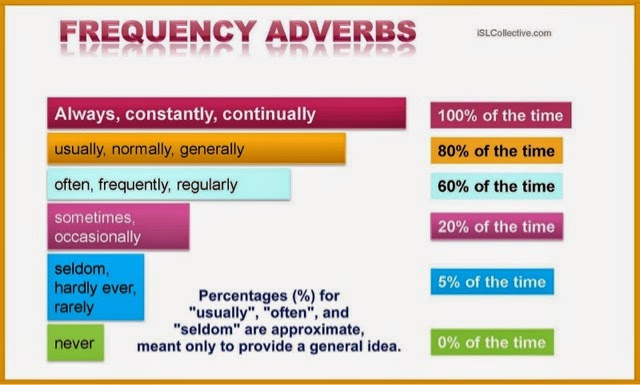 FREQUENCY ADVERBS
iSLCollective.com
Always, constantly, continually
100% of the time
usually, normally, generally
80% of the time
often, frequently, regularly
60% of the time
sometimes,
occasionally
20% of the time
seldom,
hardly ever,
rarely
5% of the time
Percentages (%) for
"usually", "often", and
"seldom" are approximate,
meant only to provide a general idea.
never
0% of the time